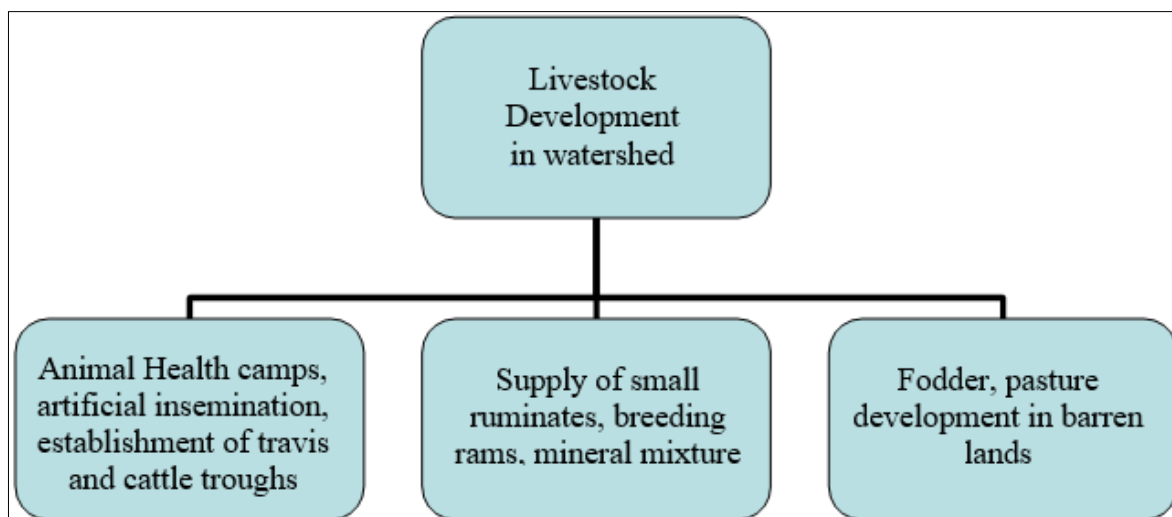 Livestock
Development
in watershed
Animal Health camps,
artificial insemination,
establishment of travis
and cattle troughs
Supply of small
ruminates, breeding
rams, mineral mixture
Fodder, pasture
development in barren
lands